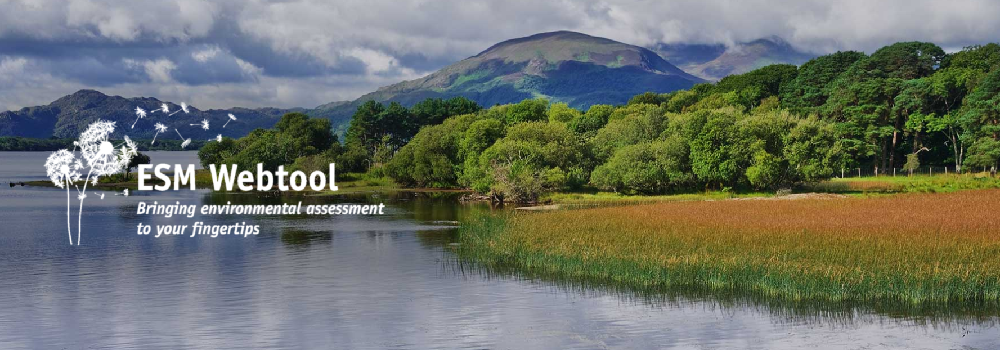 ESM Webtool
Bringing environmental assessment
to your fingertips